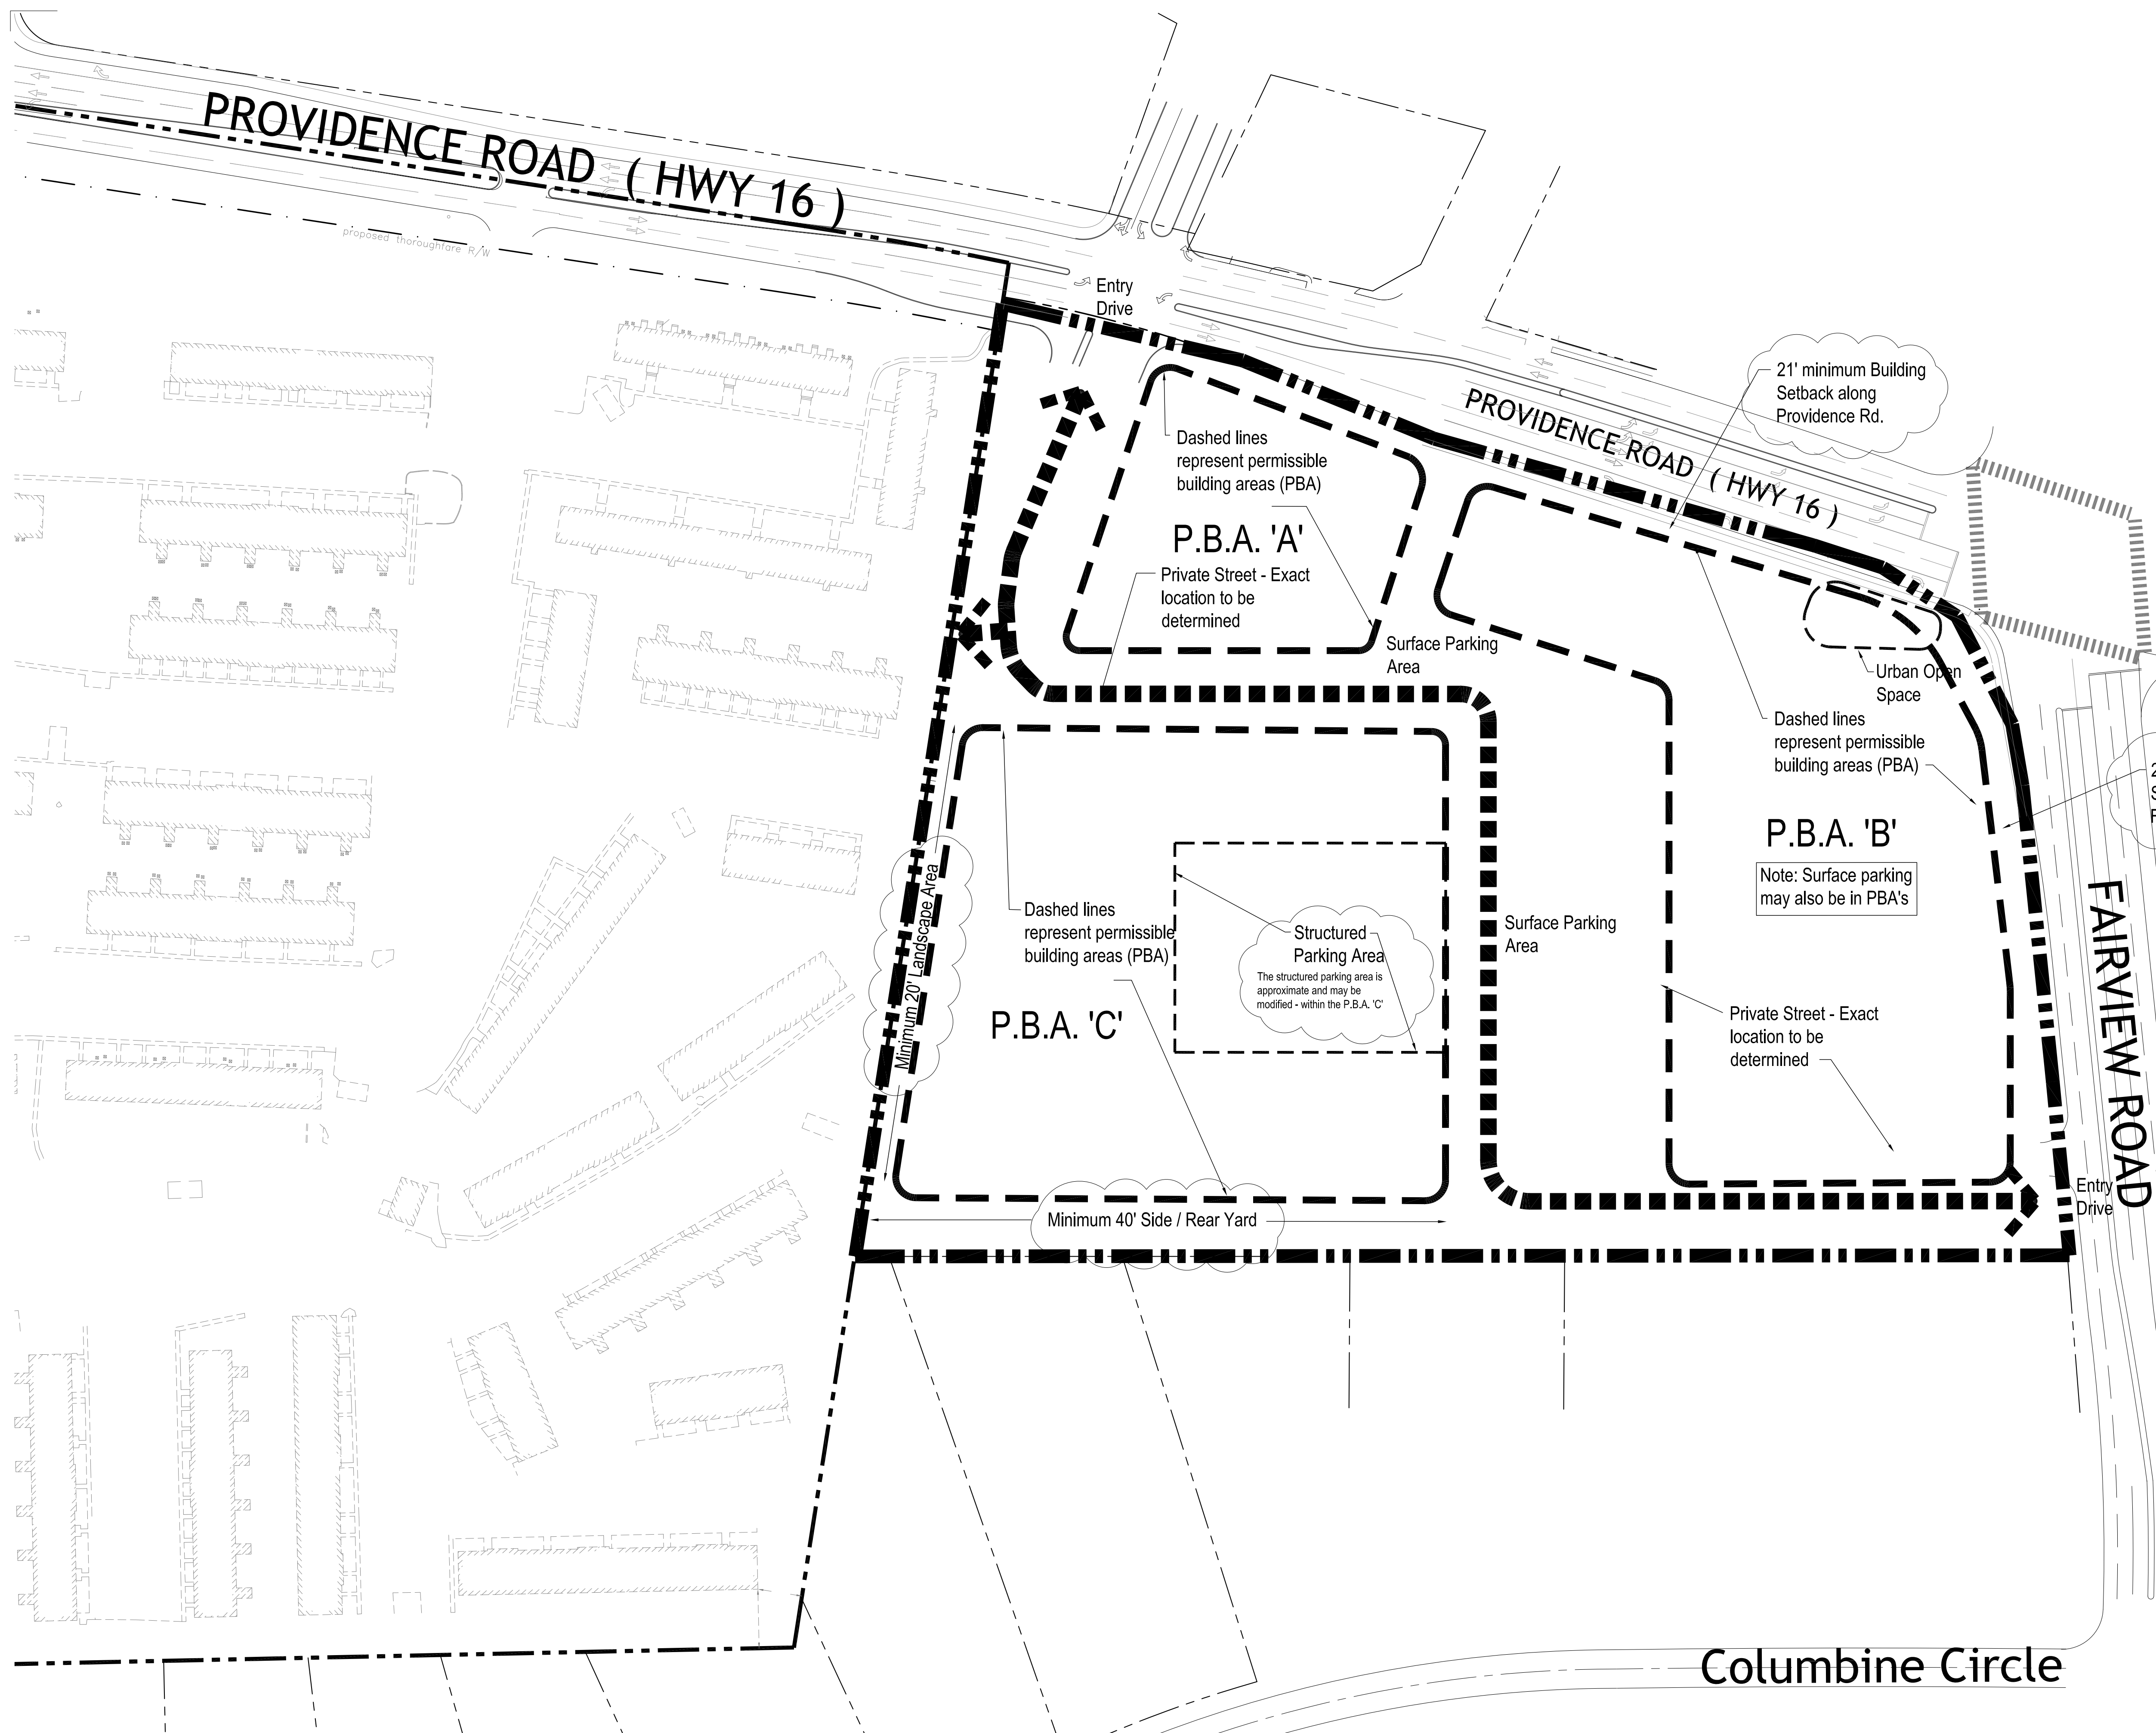 PROVIDENCE ROAD ( HWY 16 )
proposed thoroughfare R/W
Entry
Drive
21' minimum Building
Setback along
Providence Rd.
PROVIDENCE ROAD ( HWY 16 )
Dashed lines
represent permissible
building areas (PBA)
P.B.A. 'A'
Private Street - Exact
location to be
determined
Surface Parking
Area
Urban Open
Space
Dashed lines
represent permissible
building areas (PBA)
P.B.A. 'B'
Note: Surface parking
may also be in PBA's
Minimum 20' Landscape Area
Dashed lines
represent permissible
building areas (PBA)
P.B.A. 'C'
Structured
Parking Area
The structured parking area is
approximate and may be
modified - within the P.B.A. 'C'
Surface Parking
Area
Private Street - Exact
location to be
determined
FAIRVIEW ROAD
Entry
Drive
Minimum 40' Side / Rear Yard
Columbine Circle